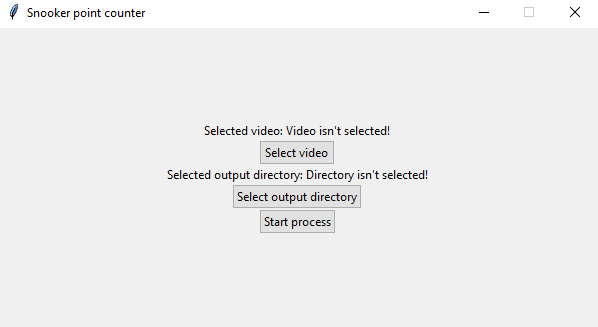 Snooker point counter
Selected video: Video isn't selected!
Select video
Selected output directory: Directory isn't selected!
Select output directory
Start process